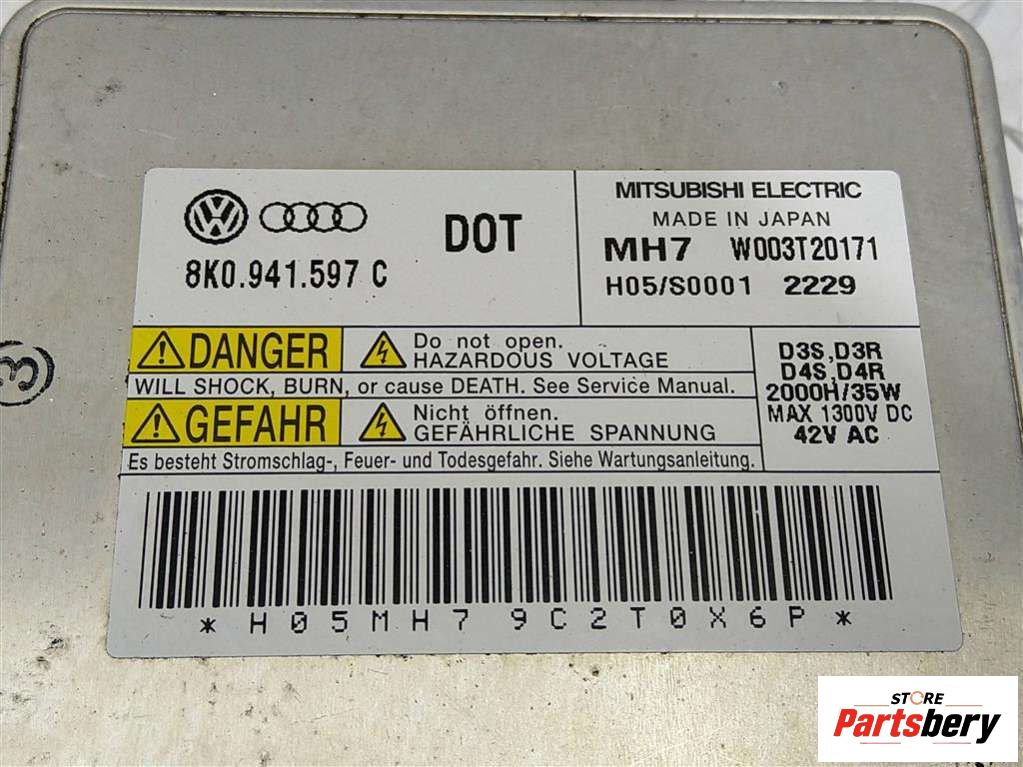 DOT
8K0.941.597 C
MITSUBISHI ELECTRIC
MADE IN JAPAN
MH7 W003T20171
H05/S0001 2229
DANGER
Do not open.
HAZARDOUS VOLTAGE
WILL SHOCK, BURN, or cause DEATH. See Service Manual.
GEFAHR
Nicht öffnen.
GEFÄHRLICHE SPANNUNG
Es besteht Stromschlag-, Feuer- und Todesgefahr. Siehe Wartungsanleitung.
D3S,D3R
D4S,D4R
2000H/35W
MAX 1300V DC
42V AC
*H05MH79C2T0X6P*
STORE
Partsbery